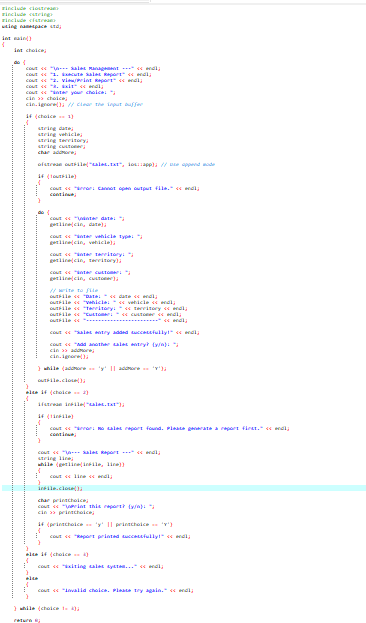 #include <iostream>
#include <string>
#include <fstream>
using namespace std;
int main()
{
int choice;
do {
cout << "\n--- Sales Management ---" << endl;
cout << "1. Execute Sales Report" << endl;
cout << "2. View/Print Report" << endl;
cout << "3. Exit" << endl;
cout << "Enter your choice: ";
cin >> choice;
cin.ignore(); // Clear the input buffer
if (choice == 1)
{
string date;
string vehicle;
string territory;
string customer;
char addMore;
ofstream outFile("sales.txt", ios::app); // Use append mode
if (!outFile)
{
cout << "Error: Cannot open output file." << endl;
continue;
}
do {
cout << "\nEnter date: ";
getline(cin, date);
cout << "Enter vehicle type: ";
getline(cin, vehicle);
cout << "Enter territory: ";
getline(cin, territory);
cout << "Enter customer: ";
getline(cin, customer);
// Write to file
outFile << "Date: " << date << endl;
outFile << "Vehicle: " << vehicle << endl;
outFile << "Territory: " << territory << endl;
outFile << "Customer: " << customer << endl;
outFile << "------------------------" << endl;
cout << "Sales entry added successfully!" << endl;
cout << "Add another sales entry? (y/n): ";
cin >> addMore;
cin.ignore();
} while (addMore == 'y' || addMore == 'Y');
outFile.close();
}
else if (choice == 2)
{
ifstream inFile("sales.txt");
if (!inFile)
{
cout << "Error: No sales report found. Please generate a report first." << endl;
continue;
}
cout << "\n--- Sales Report ---" << endl;
string line;
while (getline(inFile, line))
{
cout << line << endl;
}
inFile.close();
char printChoice;
cout << "\nPrint this report? (y/n): ";
cin >> printChoice;
if (printChoice == 'y' || printChoice == 'Y')
{
cout << "Report printed successfully!" << endl;
}
}
else if (choice == 3)
{
cout << "Exiting sales system..." << endl;
}
else
{
cout << "Invalid choice. Please try again." << endl;
}
} while (choice != 3);
return 0;